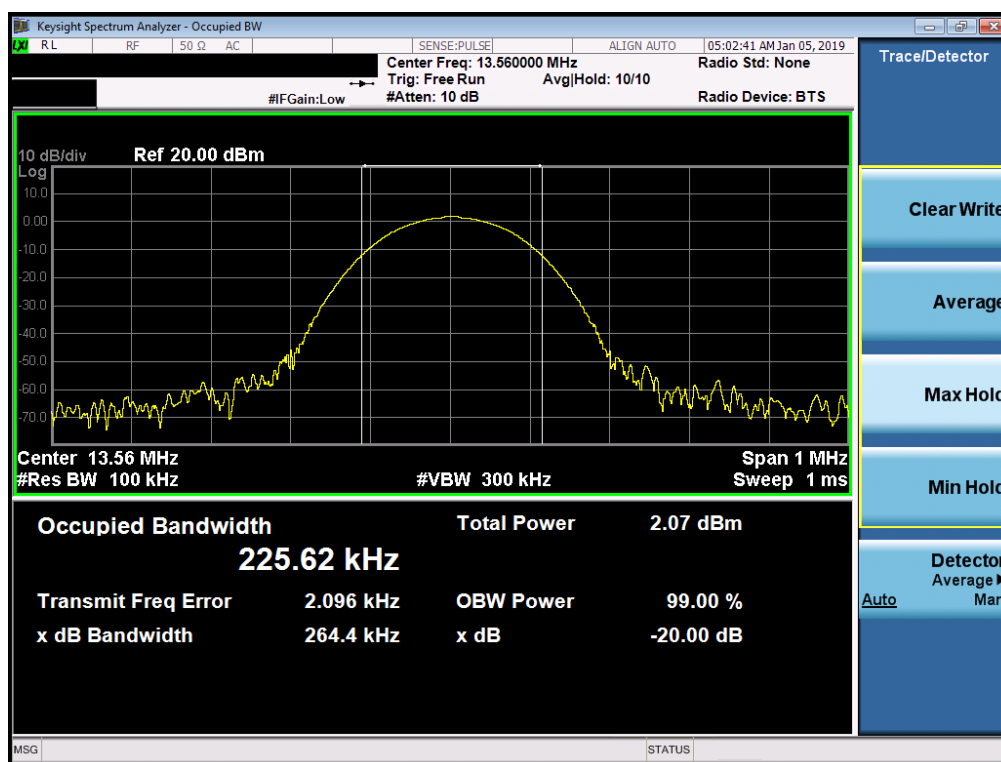 Keysight Spectrum Analyzer - Occupied BW
LXI RL RF 50 Ω AC SENSE:PULSE ALIGN AUTO 05:02:41 AM Jan 05, 2019
Center Freq: 13.560000 MHz Radio Std: None
Trig: Free Run Avg|Hold: 10/10
#IFGain:Low #Atten: 10 dB Radio Device: BTS
Trace/Detector
10 dB/div Ref 20.00 dBm
Log
10.0
0.00
-10.0
-20.0
-30.0
-40.0
-50.0
-60.0
-70.0
Center 13.56 MHz Span 1 MHz
#Res BW 100 kHz #VBW 300 kHz Sweep 1 ms
Occupied Bandwidth Total Power 2.07 dBm
225.62 kHz
Transmit Freq Error 2.096 kHz OBW Power 99.00 %
x dB Bandwidth 264.4 kHz x dB -20.00 dB
Clear Write
Average
Max Hold
Min Hold
Detector
Average
Auto Man
MSG STATUS